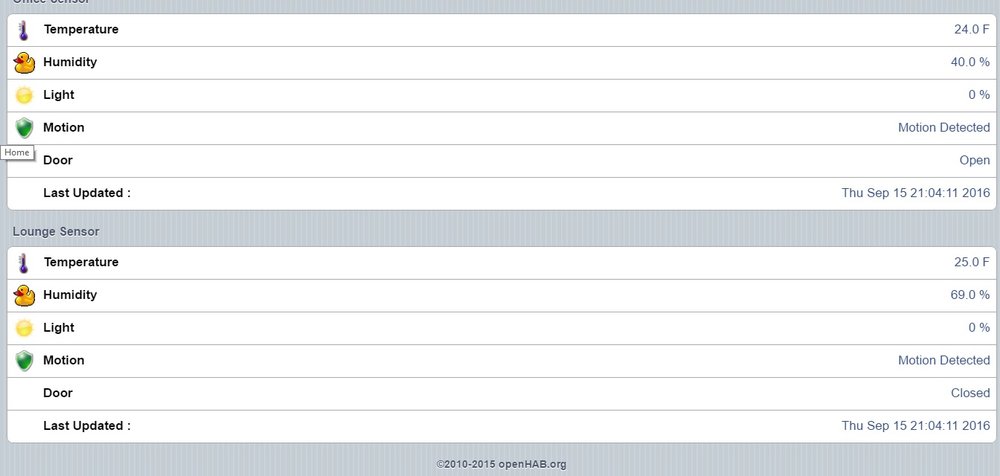 Office Sensor
Temperature 24.0 F
Humidity 40.0 %
Light 0 %
Motion Motion Detected
Home
Door Open
Last Updated : Thu Sep 15 21:04:11 2016
Lounge Sensor
Temperature 25.0 F
Humidity 69.0 %
Light 0 %
Motion Motion Detected
Door Closed
Last Updated : Thu Sep 15 21:04:11 2016
©2010-2015 openHAB.org